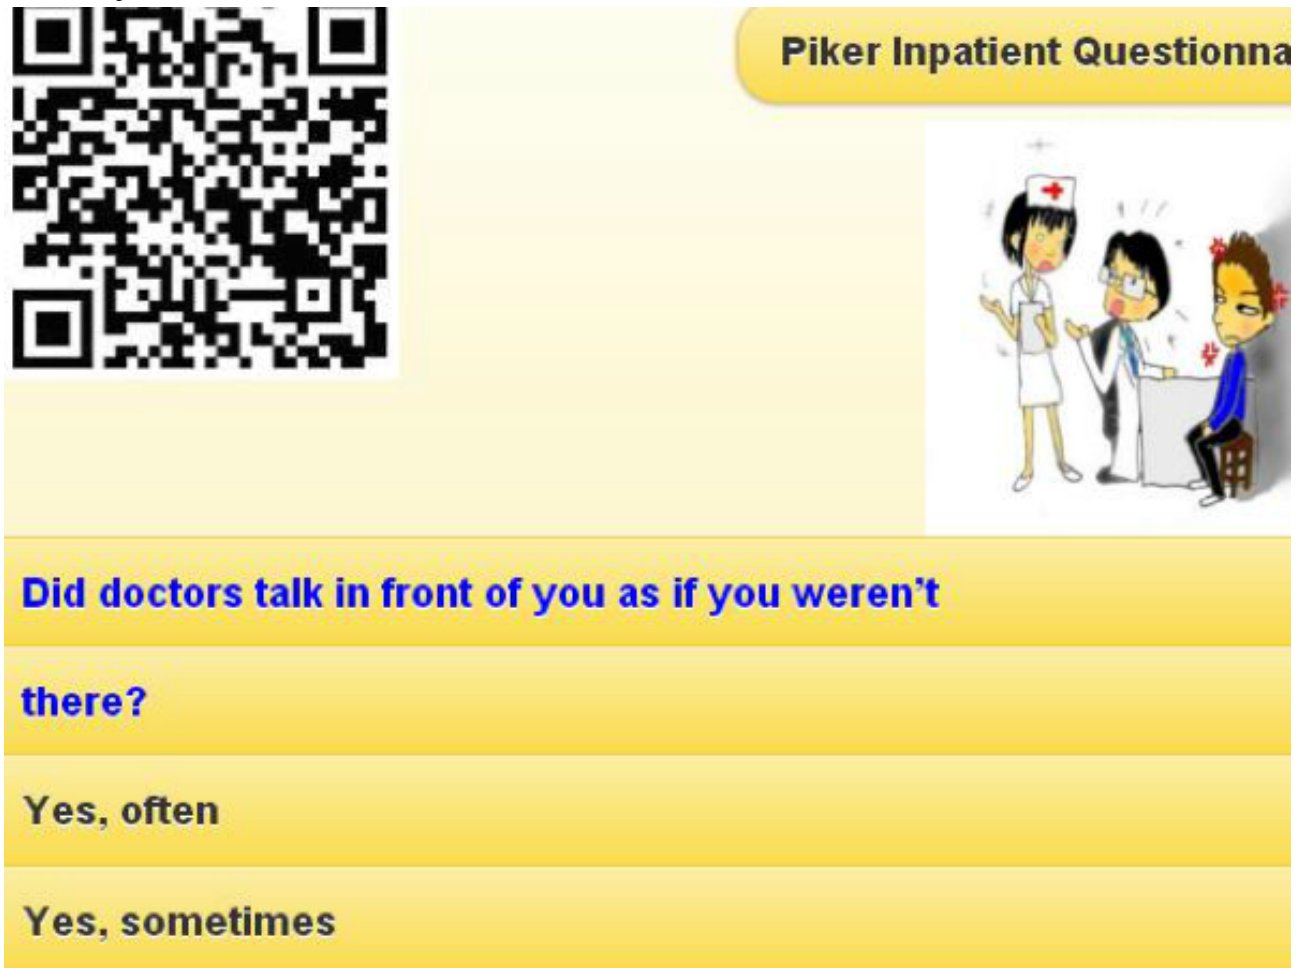 Piker Inpatient Questionna
Did doctors talk in front of you as if you weren’t
there?
Yes, often
Yes, sometimes